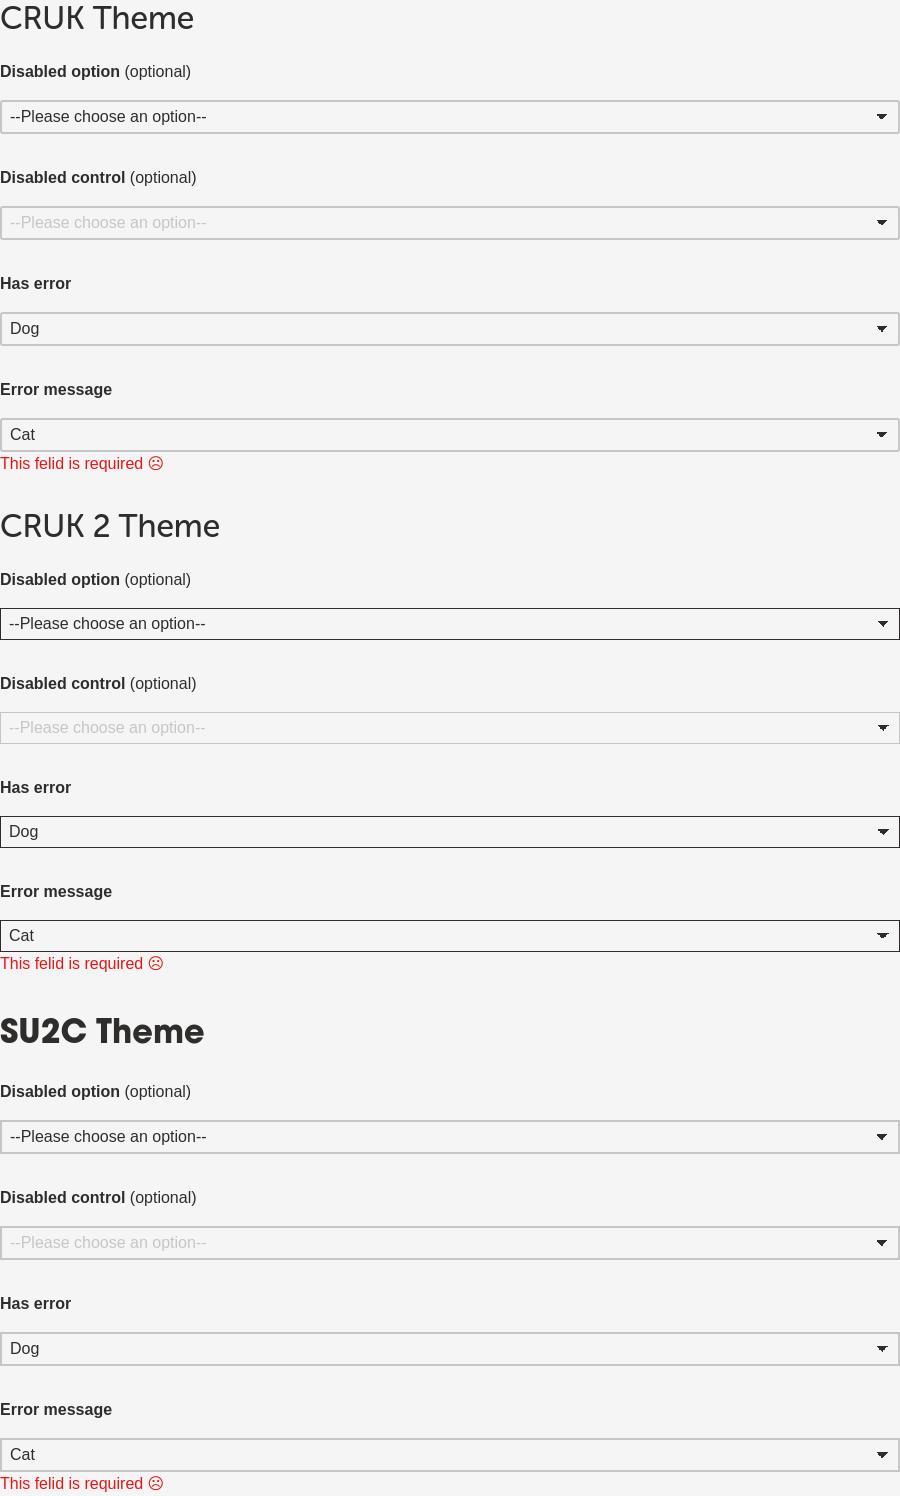 CRUK Theme
Disabled option (optional)
--Please choose an option--
Disabled control (optional)
--Please choose an option--
Has error
Dog
Error message
Cat
This felid is required ☹
CRUK 2 Theme
Disabled option (optional)
--Please choose an option--
Disabled control (optional)
--Please choose an option--
Has error
Dog
Error message
Cat
This felid is required ☹
SU2C Theme
Disabled option (optional)
--Please choose an option--
Disabled control (optional)
--Please choose an option--
Has error
Dog
Error message
Cat
This felid is required ☹